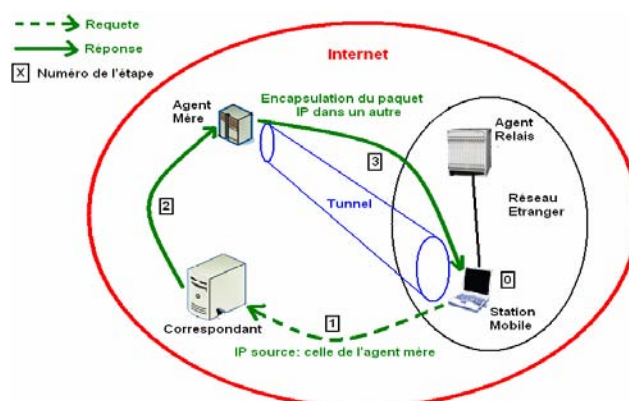 Requete
Réponse
X Numéro de l'étape
Internet
Agent
Mère
Encapsulation du paquet
IP dans un autre
Agent
Relais
3
2
Tunnel
Réseau
Etranger
0
Station
Mobile
Correspondant
1
IP source: celle de l'agent mère